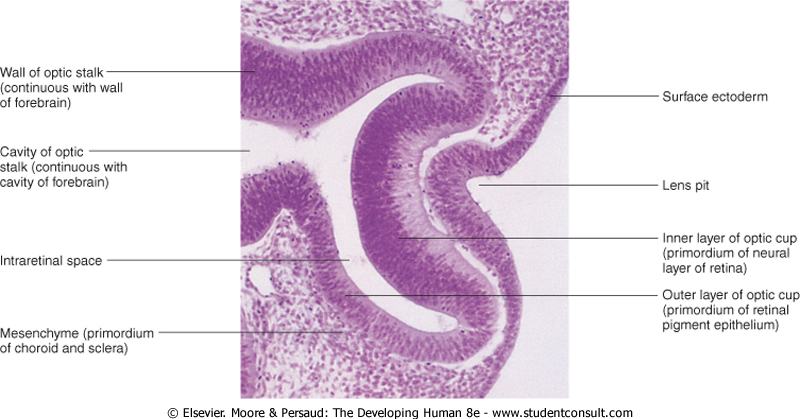 Wall of optic stalk
(continuous with wall
of forebrain)
Cavity of optic
stalk (continuous with
cavity of forebrain)
Intraretinal space
Mesenchyme (primordium
of choroid and sclera)
Surface ectoderm
Lens pit
Inner layer of optic cup
(primordium of neural
layer of retina)
Outer layer of optic cup
(primordium of retinal
pigment epithelium)
© Elsevier. Moore & Persaud: The Developing Human 8e - www.studentconsult.com